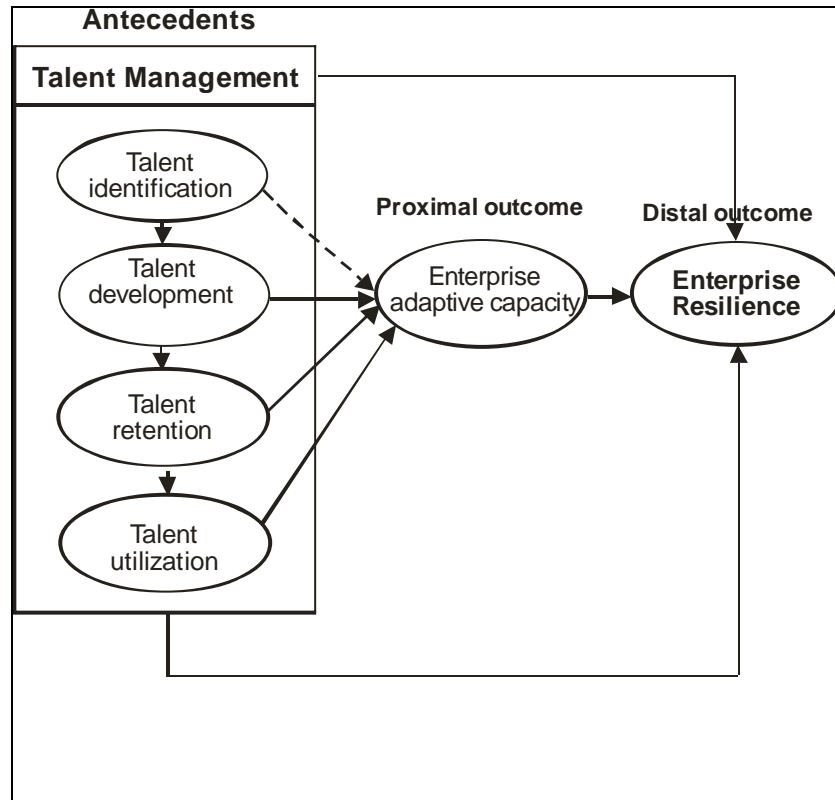 Antecedents
Talent Management
Talent
identification
Talent
development
Talent
retention
Talent
utilization
Proximal outcome
Enterprise
adaptive capacity
Distal outcome
Enterprise
Resilience